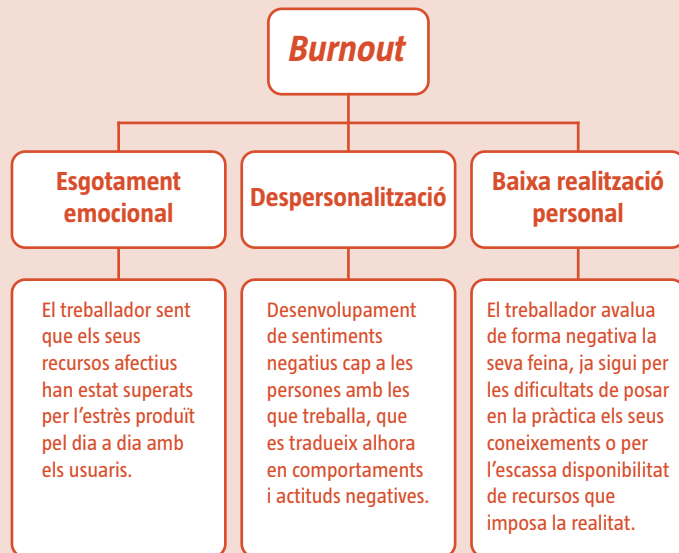 Burnout
Esgotament
emocional
Despersonalització
Baixa realització
personal
El treballador sent
que els seus
recursos afectius
han estat superats
per l'estrès produït
pel dia a dia amb
els usuaris.
Desenvolupament
de sentiments
negatius cap a les
persones amb les
que treballa, que
es tradueix alhora
en comportaments
i actituds negatives.
El treballador avalua
de forma negativa la
seva feina, ja sigui per
les dificultats de posar
en la pràctica els seus
coneixements o per
l'escassa disponibilitat
de recursos que
imposa la realitat.